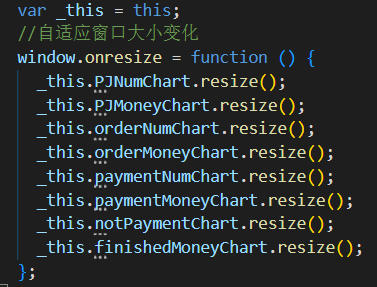 var _this = this;
//自适应窗口大小变化
window.onresize = function () {
_this.PJNumChart.resize();
_this.PJMoneyChart.resize();
_this.orderNumChart.resize();
_this.orderMoneyChart.resize();
_this.paymentNumChart.resize();
_this.paymentMoneyChart.resize();
_this.notPaymentChart.resize();
_this.finishedMoneyChart.resize();
};